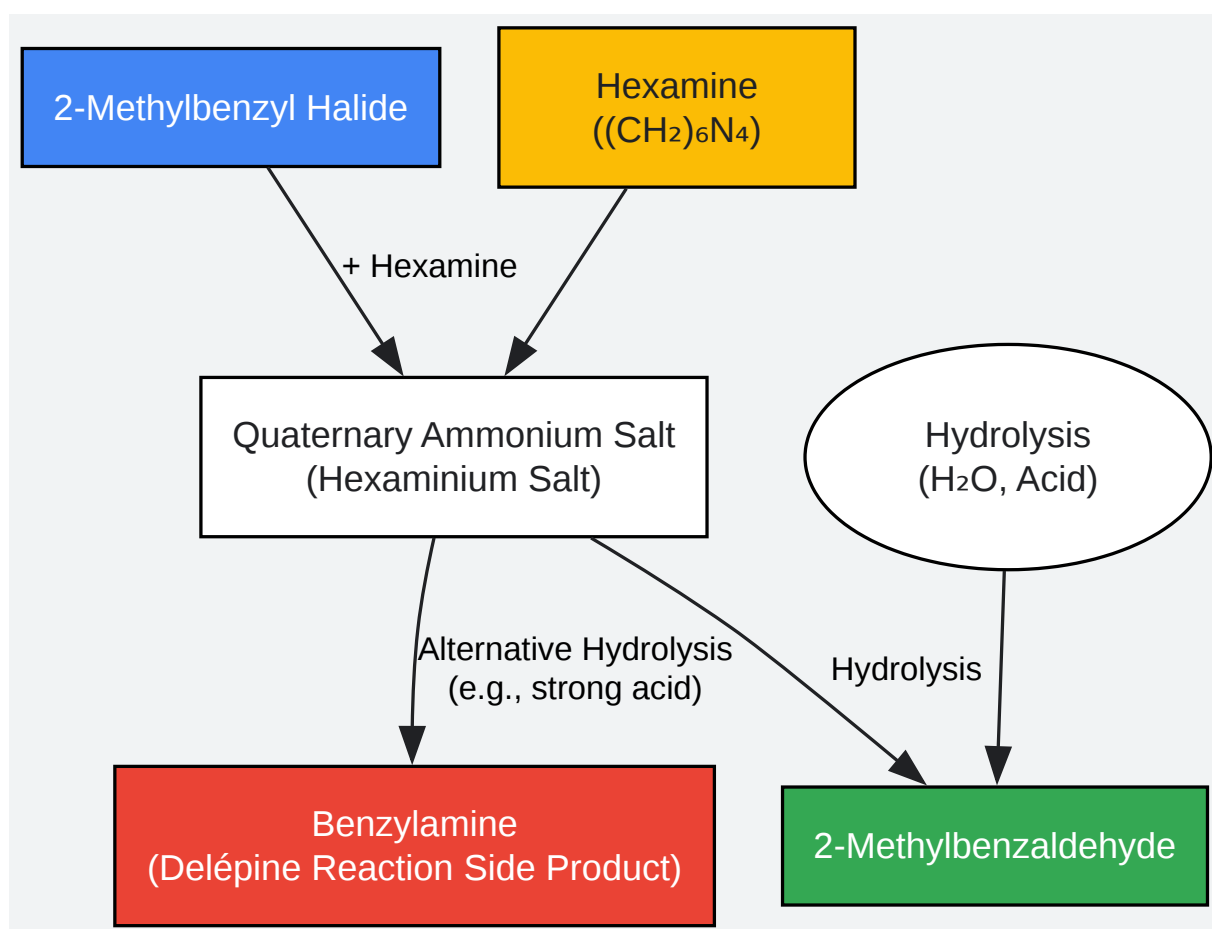 2-Methylbenzyl Halide
Hexamine
((CH₂)₆N₄)
+ Hexamine
Quaternary Ammonium Salt
(Hexaminium Salt)
Hydrolysis
(H₂O, Acid)
Alternative Hydrolysis
(e.g., strong acid)
Hydrolysis
Benzylamine
(Delépine Reaction Side Product)
2-Methylbenzaldehyde